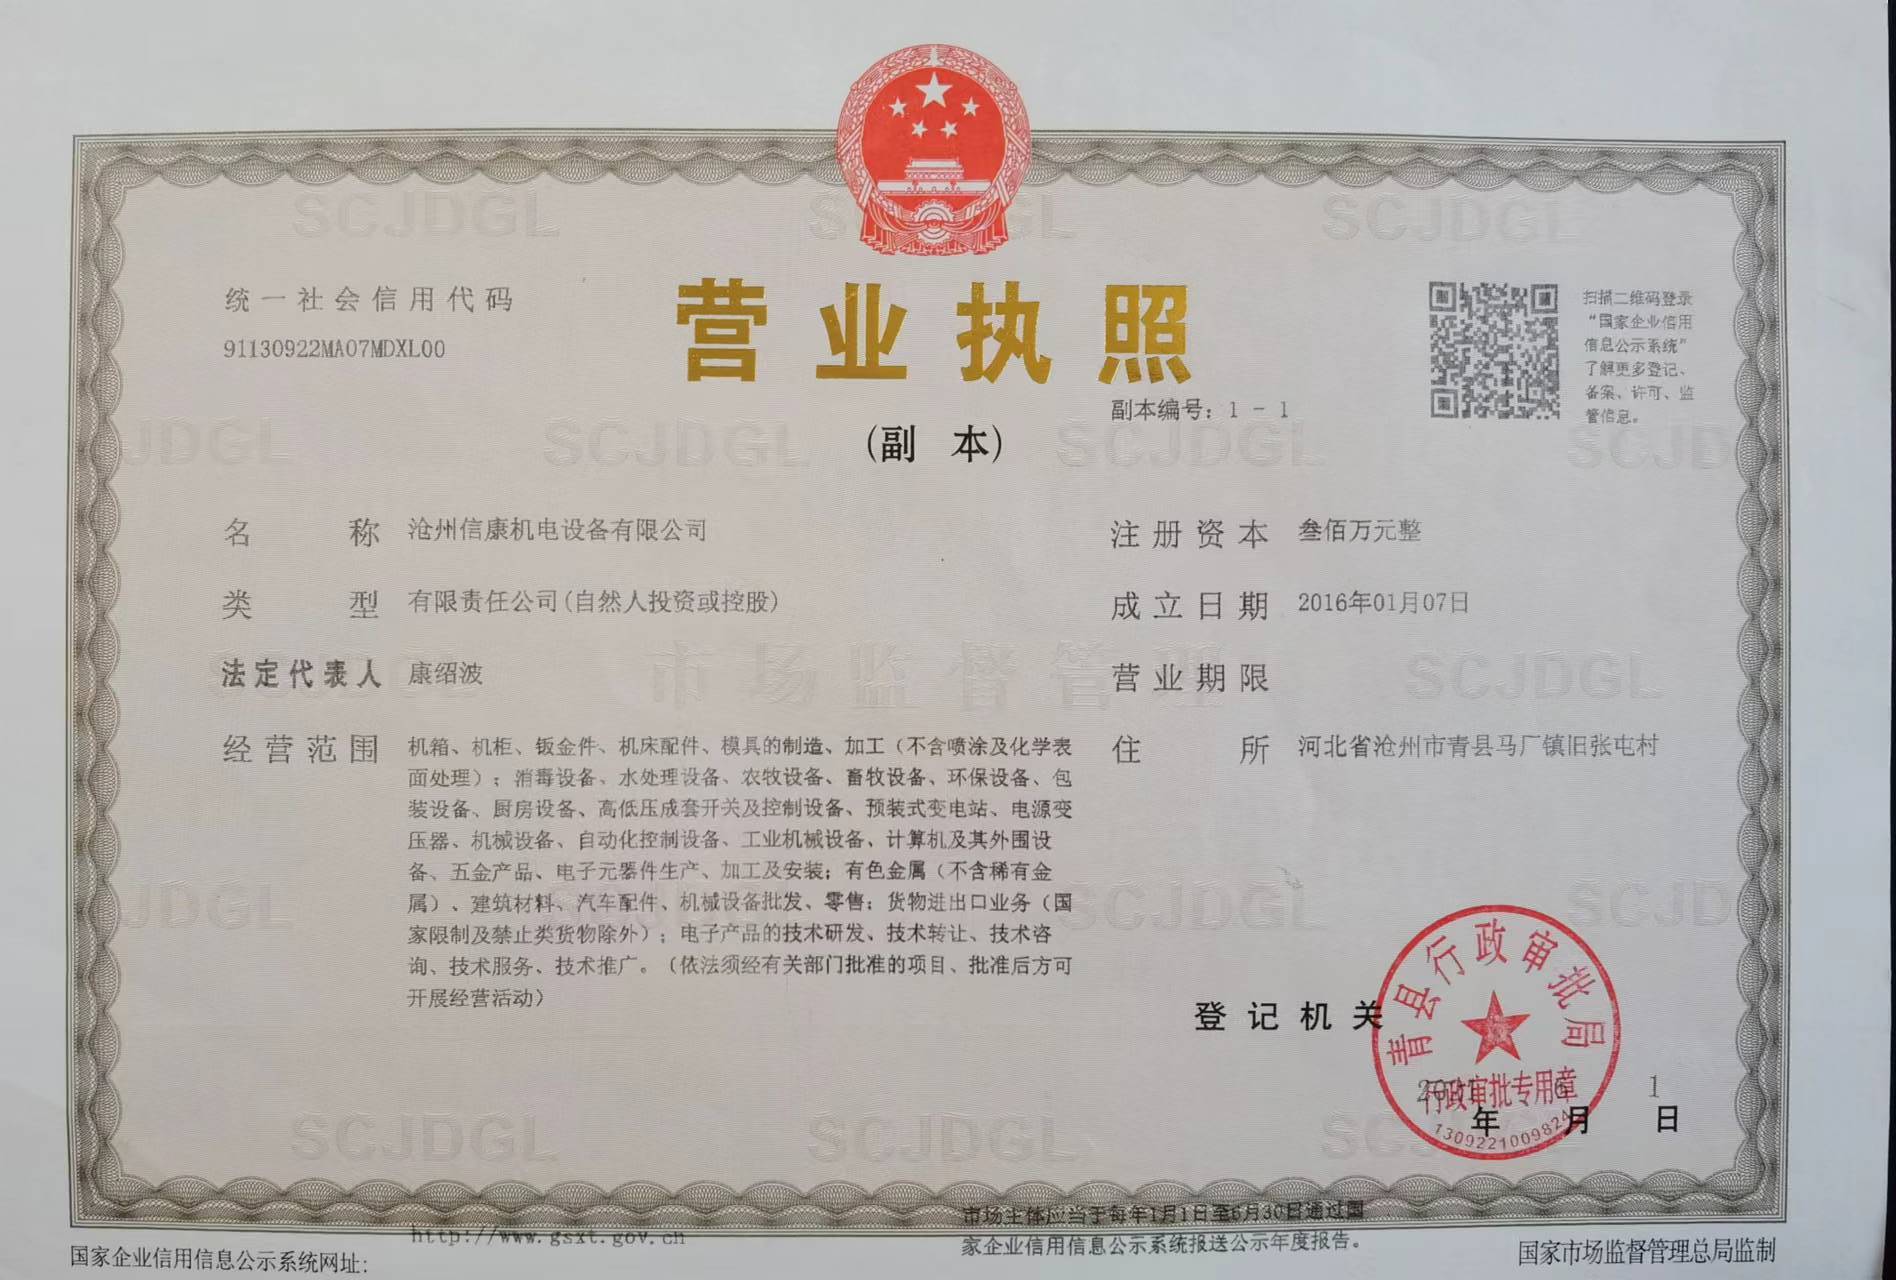 统一社会信用代码
91130922MA07MDXL00
营业执照
(副 本)
副本编号：1 - 1
扫描二维码登录
“国家企业信用
信息公示系统”
了解更多登记、
备案、许可、监
管信息。
名 称 沧州信康机电设备有限公司
类 型 有限责任公司(自然人投资或控股)
法定代表人 康绍波
经营范围 机箱、机柜、钣金件、机床配件、模具的制造、加工（不含喷涂及化学表
面处理）；消毒设备、水处理设备、农牧设备、畜牧设备、环保设备、包
装设备、厨房设备、高低压成套开关及控制设备、预装式变电站、电源变
压器、机械设备、自动化控制设备、工业机械设备、计算机及其外围设
备、五金产品、电子元器件生产、加工及安装；有色金属（不含稀有金
属）、建筑材料、汽车配件、机械设备批发、零售；货物进出口业务（国
家限制及禁止类货物除外）；电子产品的技术研发、技术转让、技术咨
询、技术服务、技术推广。（依法须经有关部门批准的项目、批准后方可
开展经营活动）
注册资本 叁佰万元整
成立日期 2016年01月07日
营业期限
住 所 河北省沧州市青县马厂镇旧张屯村
登记机关
青县行政审批局
行政审批专用章
1309221009824
年 月 1 日
市场监督管理
SCJDGL
http://www.gsxt.gov.cn
国家企业信用信息公示系统网址：
市场主体应当于每年1月1日至6月30日通过国
家企业信用信息公示系统报送公示年度报告。
国家市场监督管理总局监制